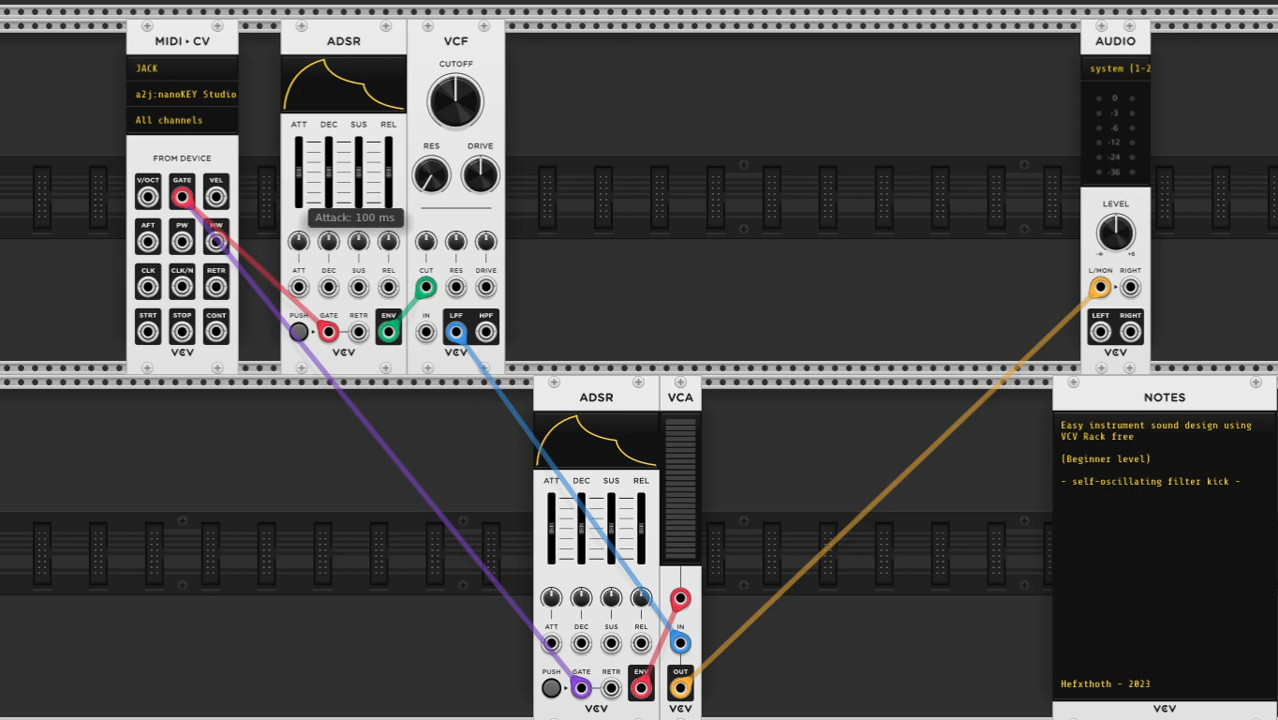 MIDI▸CV
JACK
a2j:nanoKEY Studio
All channels
FROM DEVICE
V/OCT GATE VEL
AFT PW MW
CLK CLK/N RETR
STRT STOP CONT
VCV
ADSR
ATT DEC SUS REL
Attack: 100 ms
ATT DEC SUS REL
PUSH GATE RETR ENV
VCV
VCF
CUTOFF
RES DRIVE
CUT RES DRIVE
IN LPF HPF
VCV
AUDIO
system (1-2
0
-3
-6
-12
-24
-36
LEVEL
-∞ +6
L/MON RIGHT
LEFT RIGHT
VCV
ADSR
ATT DEC SUS REL
ATT DEC SUS REL
PUSH GATE RETR ENV
VCV
VCA
IN
OUT
VCV
NOTES
Easy instrument sound design using
VCV Rack free
(Beginner level)
- self-oscillating filter kick -
Hefxthoth - 2023
VCV